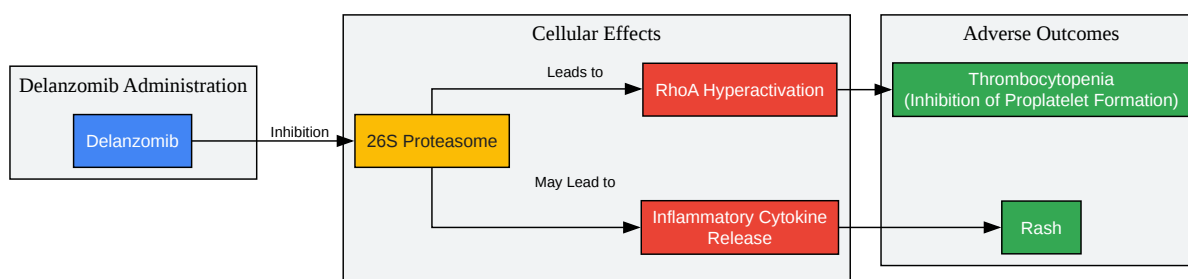 Cellular Effects
Adverse Outcomes
Delanzomib Administration
Leads to
RhoA Hyperactivation
Thrombocytopenia
(Inhibition of Proplatelet Formation)
Delanzomib
Inhibition
26S Proteasome
May Lead to
Inflammatory Cytokine
Release
Rash